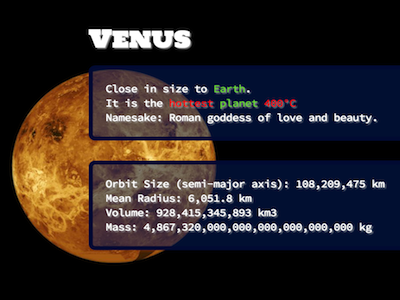 Venus
Close in size to Earth.
It is the hottest planet 400°C
Namesake: Roman goddess of love and beauty.
Orbit Size (semi-major axis): 108,209,475 km
Mean Radius: 6,051.8 km
Volume: 928,415,345,893 km3
Mass: 4,867,320,000,000,000,000,000,000 kg